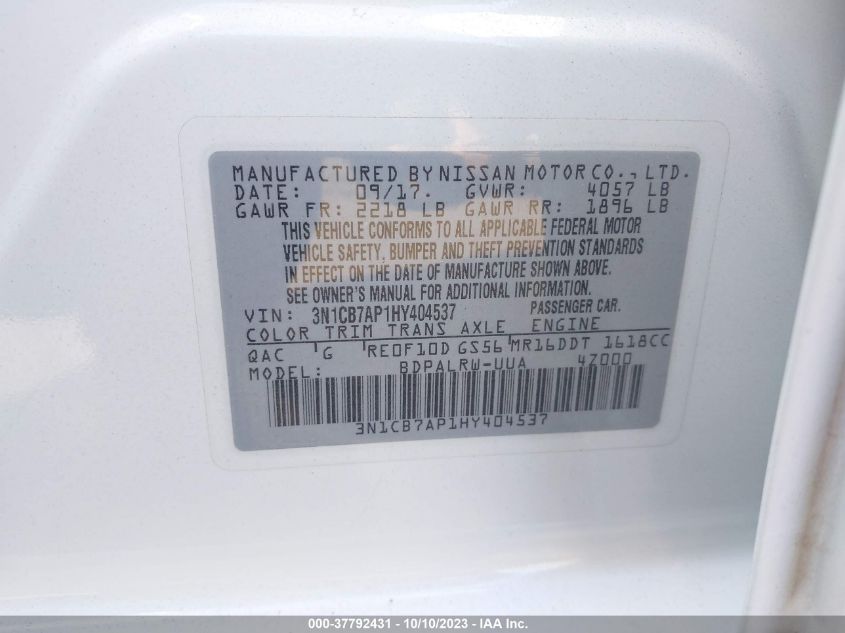 MANUFACTURED BY NISSAN MOTOR CO., LTD.
DATE: 09/17. GVWR: 4057 LB
GAWR FR: 2218 LB GAWR RR: 1896 LB
THIS VEHICLE CONFORMS TO ALL APPLICABLE FEDERAL MOTOR
VEHICLE SAFETY, BUMPER AND THEFT PREVENTION STANDARDS
IN EFFECT ON THE DATE OF MANUFACTURE SHOWN ABOVE.
SEE OWNER'S MANUAL FOR ADDITIONAL INFORMATION.
VIN: 3N1CB7AP1HY404537 PASSENGER CAR.
COLOR TRIM TRANS AXLE ENGINE
QAC G RE0F10D GS56 MR16DDT 1618CC
MODEL: BDPALRW-UUA 4Z000
3N1CB7AP1HY404537
000-37792431 - 10/10/2023 - IAA Inc.